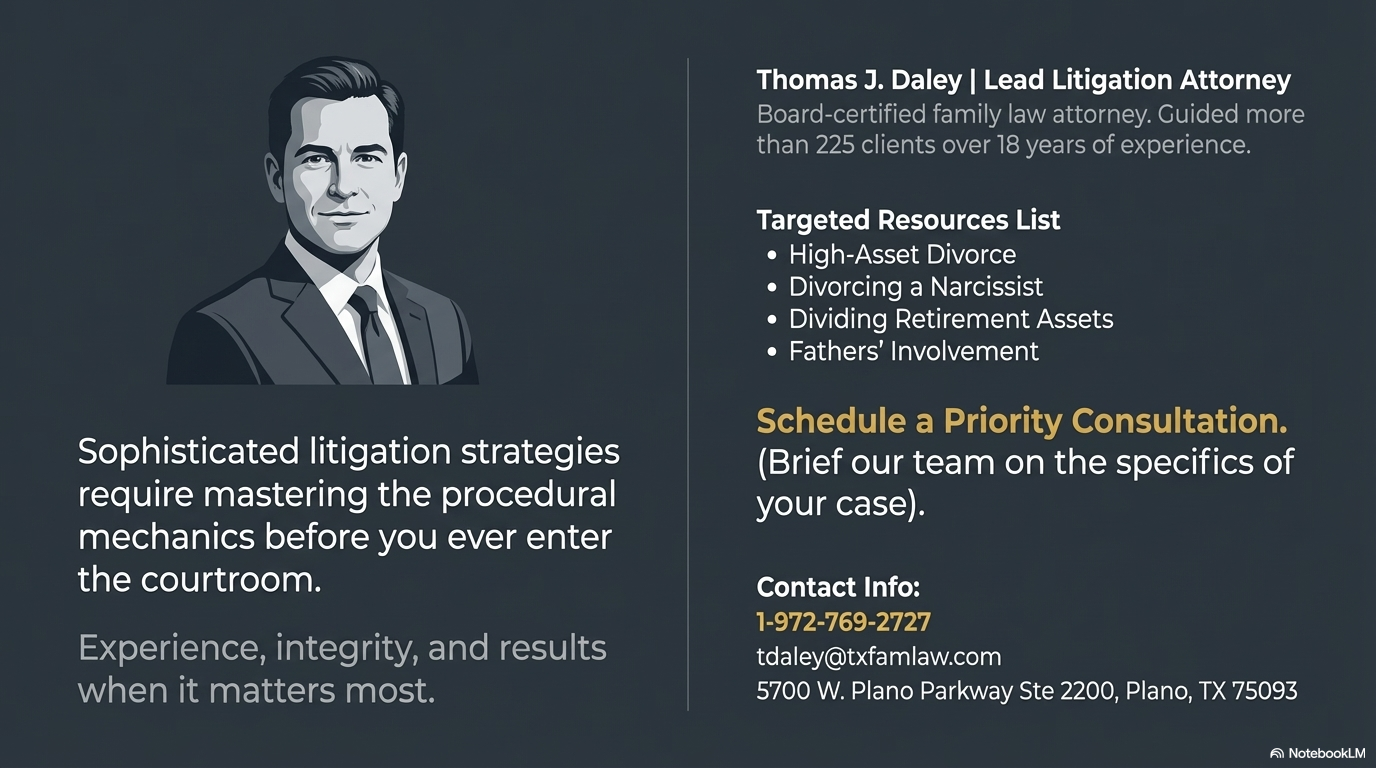 Sophisticated litigation strategies
require mastering the procedural
mechanics before you ever enter
the courtroom.
Experience, integrity, and results
when it matters most.
Thomas J. Daley | Lead Litigation Attorney
Board-certified family law attorney. Guided more
than 225 clients over 18 years of experience.
Targeted Resources List
• High-Asset Divorce
• Divorcing a Narcissist
• Dividing Retirement Assets
• Fathers' Involvement
Schedule a Priority Consultation.
(Brief our team on the specifics of
your case).
Contact Info:
1-972-769-2727
tdaley@txfamlaw.com
5700 W. Plano Parkway Ste 2200, Plano, TX 75093
NotebookLM